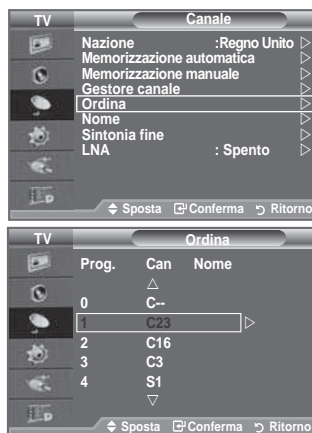 TV Canale
Nazione :Regno Unito
Memorizzazione automatica
Memorizzazione manuale
Gestore canale
Ordina
Nome
Sintonia fine
LNA : Spento
Sposta Conferma Ritorno
TV Ordina
Prog. Can Nome
0 C--
1 C23
2 C16
3 C3
4 S1
Sposta Conferma Ritorno